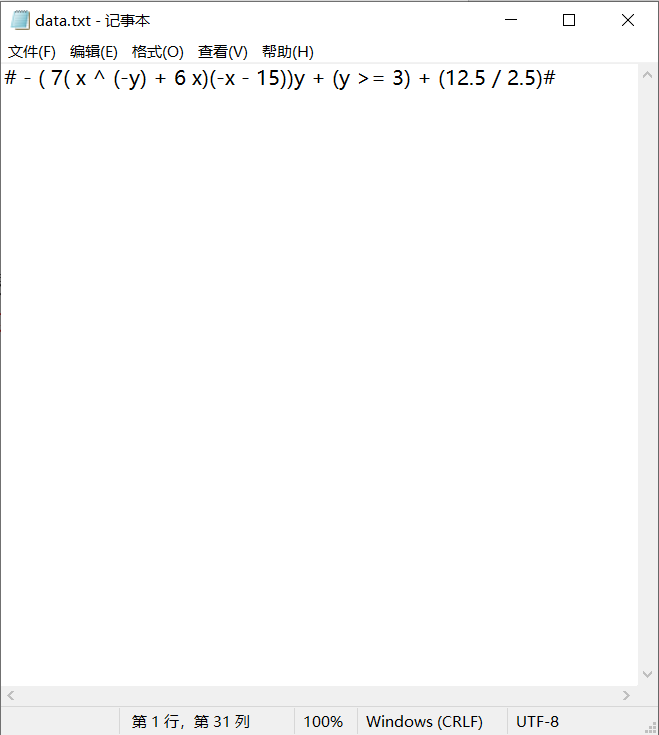 data.txt - 记事本
文件(F) 编辑(E) 格式(O) 查看(V) 帮助(H)
# - ( 7( x ^ (-y) + 6 x)(-x - 15))y + (y >= 3) + (12.5 / 2.5)#
第 1 行，第 31 列 100% Windows (CRLF) UTF-8